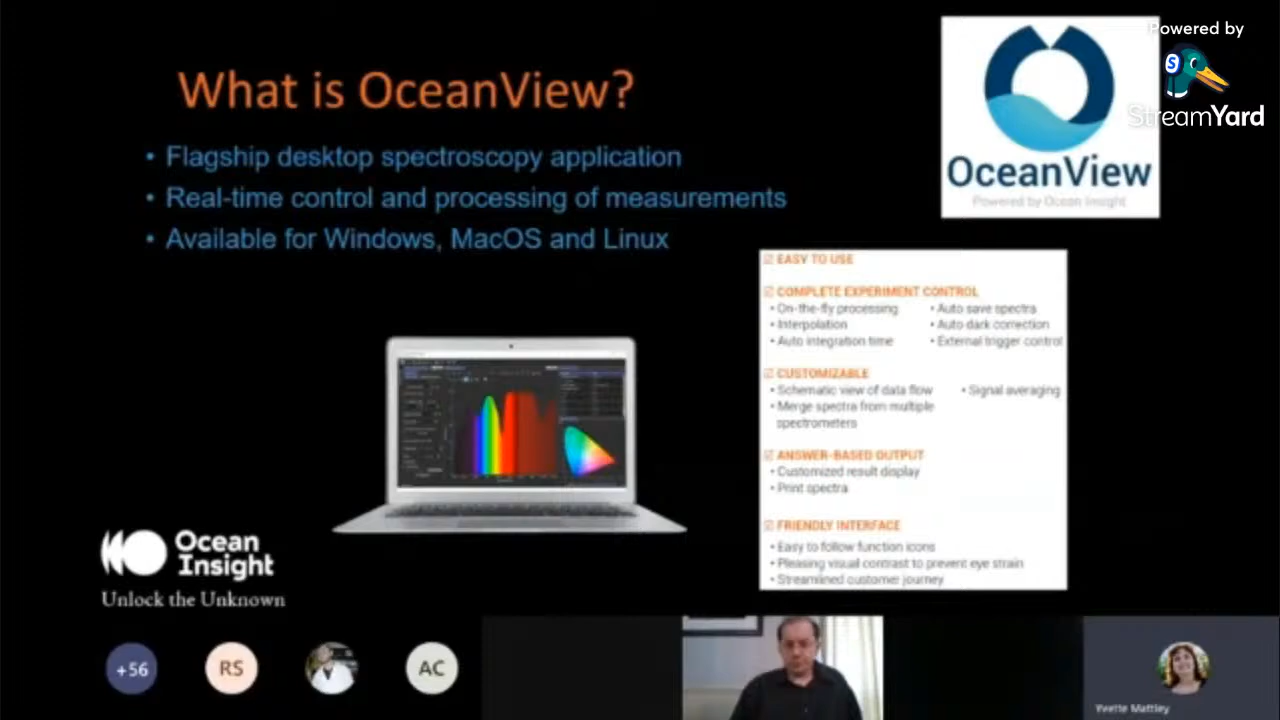 What is OceanView?
• Flagship desktop spectroscopy application
• Real-time control and processing of measurements
• Available for Windows, MacOS and Linux
OceanView
Powered by Ocean Insight
Powered by
S
StreamYard
EASY TO USE
COMPLETE EXPERIMENT CONTROL
• On-the-fly processing
• Interpolation
• Auto integration time
• Auto save spectra
• Auto dark correction
• External trigger control
CUSTOMIZABLE
• Schematic view of data flow
• Merge spectra from multiple
spectrometers
• Signal averaging
ANSWER-BASED OUTPUT
• Customized result display
• Print spectra
FRIENDLY INTERFACE
• Easy to follow function icons
• Pleasing visual contrast to prevent eye strain
• Streamlined customer journey
Ocean
Insight
Unlock the Unknown
+56
RS
AC
Yvette Mattley